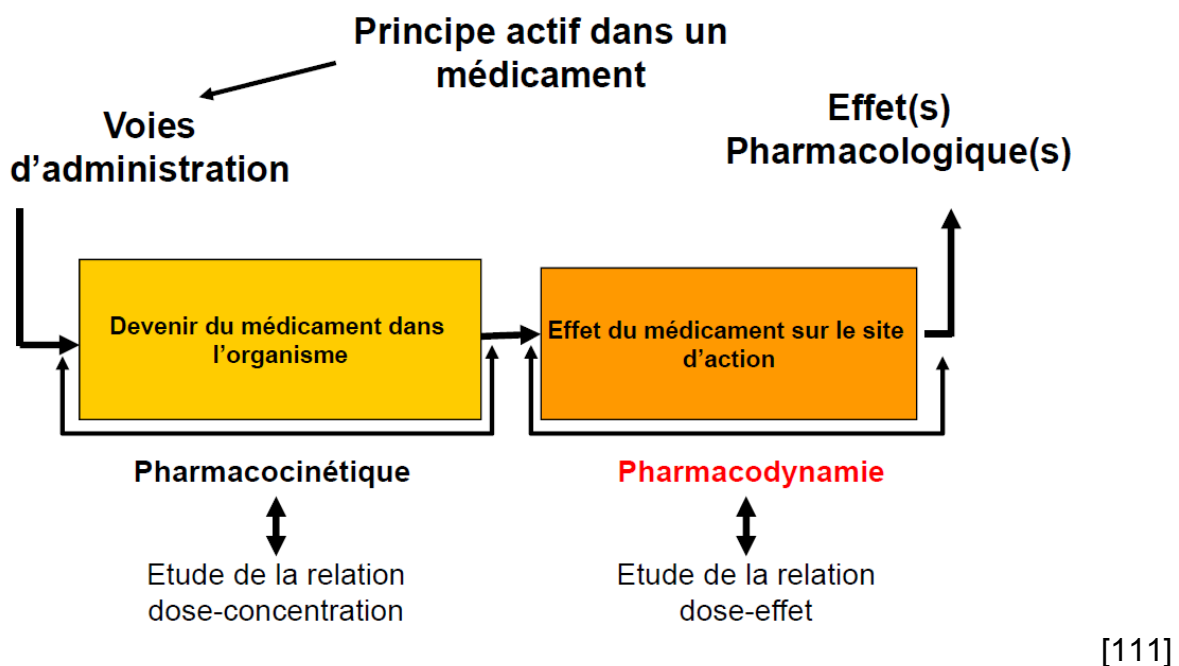 Principe actif dans un
médicament
Voies
d’administration
Effet(s)
Pharmacologique(s)
Devenir du médicament dans
l’organisme
Effet du médicament sur le site
d’action
Pharmacocinétique
Pharmacodynamie
Etude de la relation
dose-concentration
Etude de la relation
dose-effet
[111]